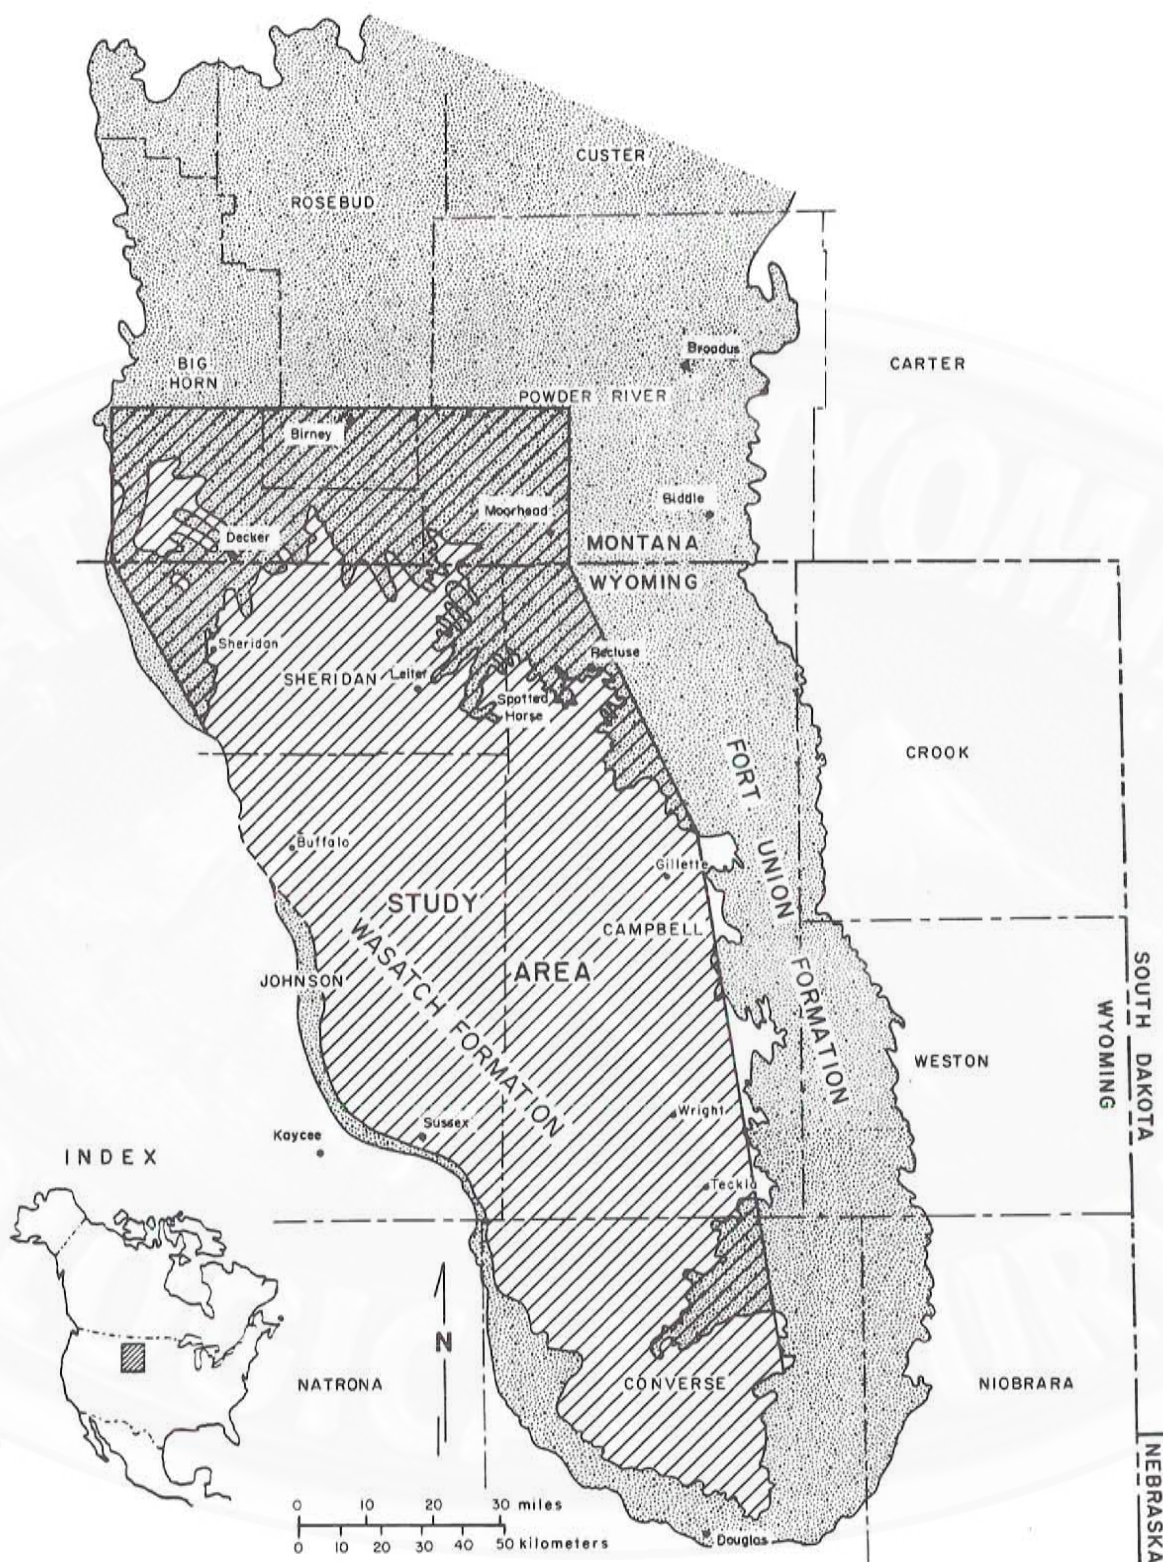 CUSTER
ROSEBUD
Broadus
BIG
HORN
CARTER
POWDER RIVER
Birney
Biddle
Moorhead
Decker
MONTANA
WYOMING
Sheridan
Recluse
SHERIDAN
Leiter
Spotted
Horse
FORT UNION FORMATION
CROOK
Buffalo
Gillette
STUDY
CAMPBELL
WASATCH FORMATION
AREA
JOHNSON
SOUTH DAKOTA
WYOMING
WESTON
Wright
Sussex
Kaycee
INDEX
Teckla
N
NATRONA
CONVERSE
NIOBRARA
NEBRASKA
0 10 20 30 miles
0 10 20 30 40 50 kilometers
Douglas